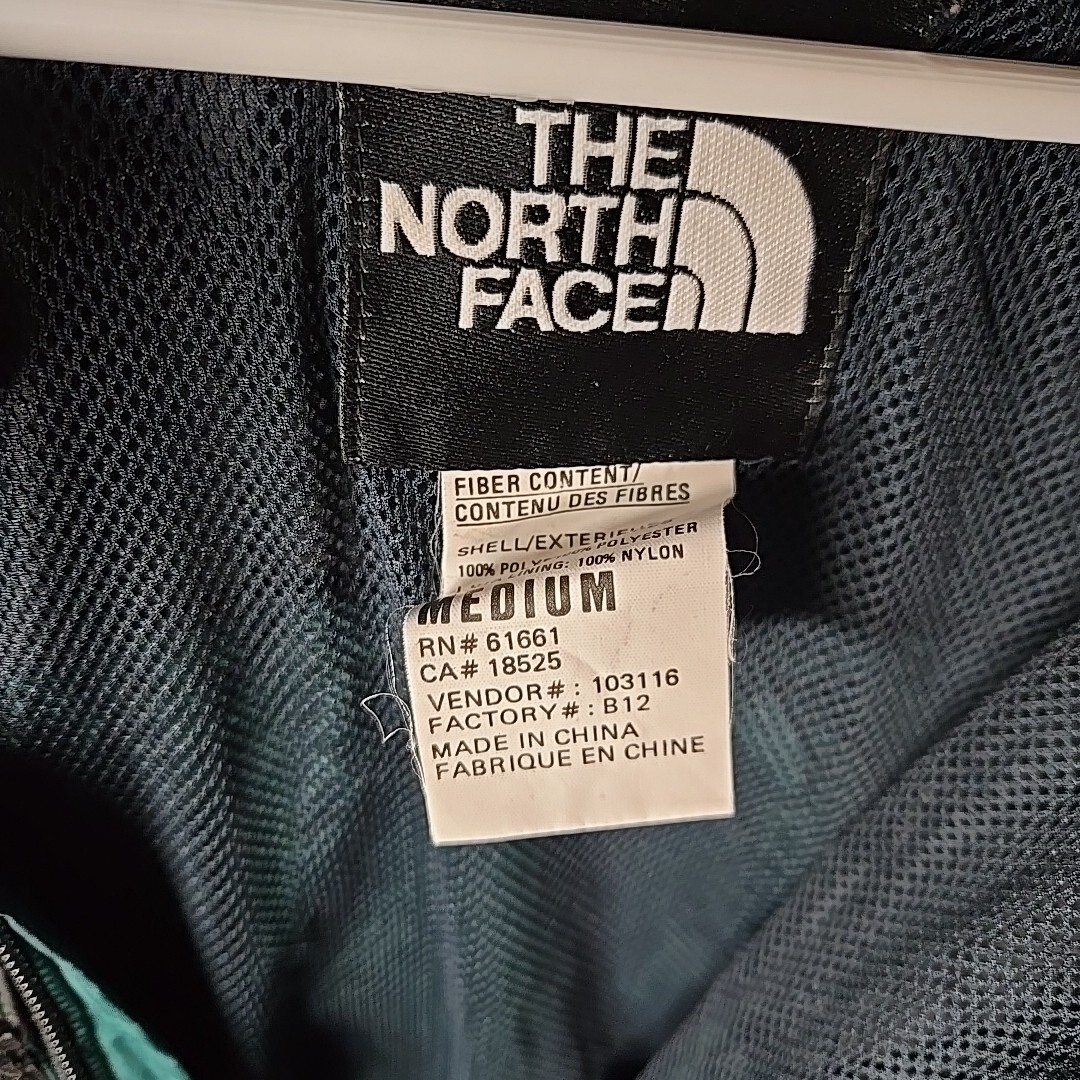 THE
NORTH
FACE
FIBER CONTENT/
CONTENU DES FIBRES
SHELL/EXTERIE
100% POLYESTER
LINING: 100% NYLON
MEDIUM
RN# 61661
CA# 18525
VENDOR# : 103116
FACTORY# : B12
MADE IN CHINA
FABRIQUE EN CHINE